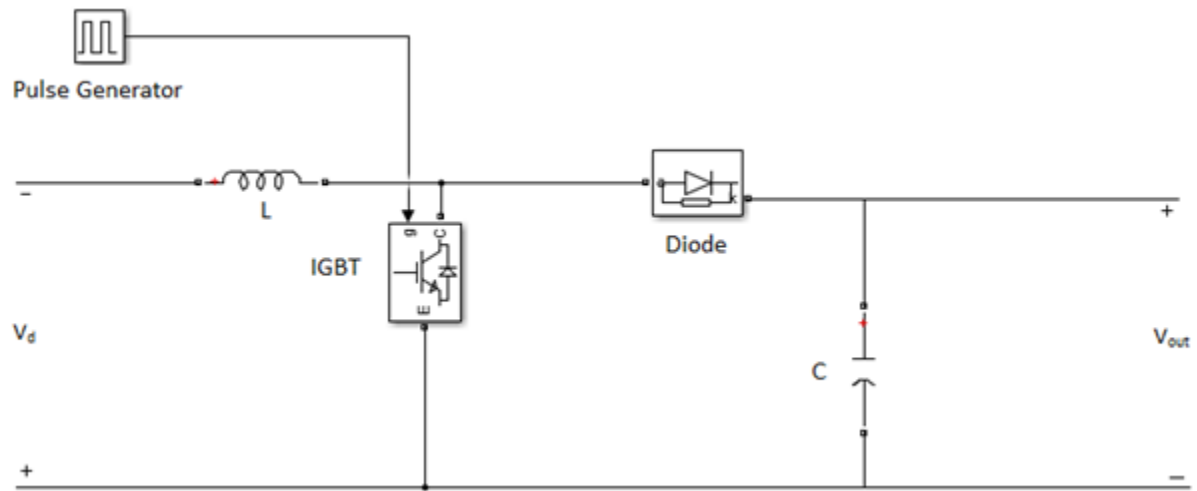 Pulse Generator
−
L
+
g
C
Diode
IGBT
E
V_d
V_out
C
+
−